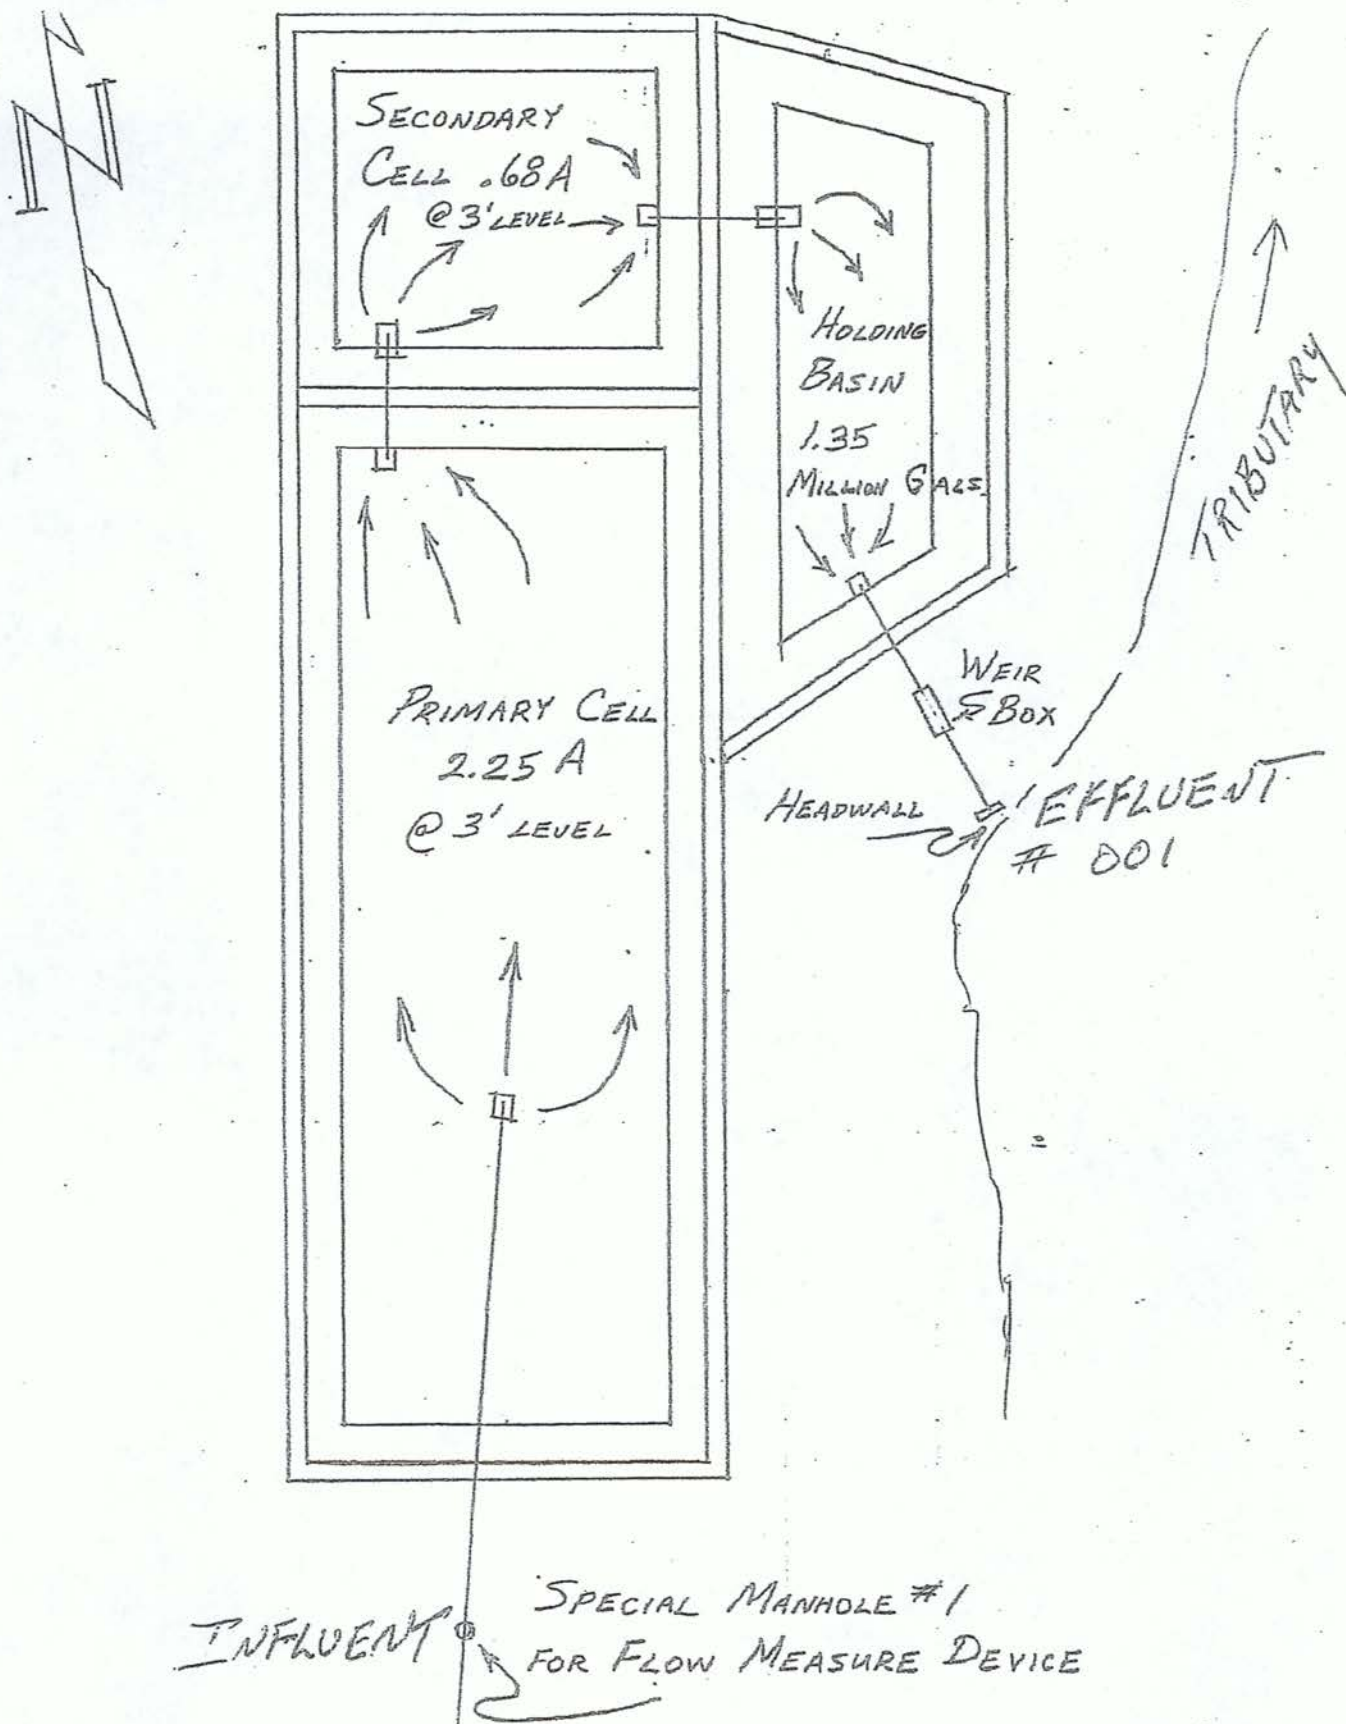 N
SECONDARY
CELL .68A
@ 3' LEVEL
HOLDING
BASIN
1.35
MILLION GALS.
TRIBUTARY
PRIMARY CELL
2.25 A
@ 3' LEVEL
WEIR
BOX
HEADWALL
EFFLUENT
# 001
INFLUENT
SPECIAL MANHOLE #1
FOR FLOW MEASURE DEVICE